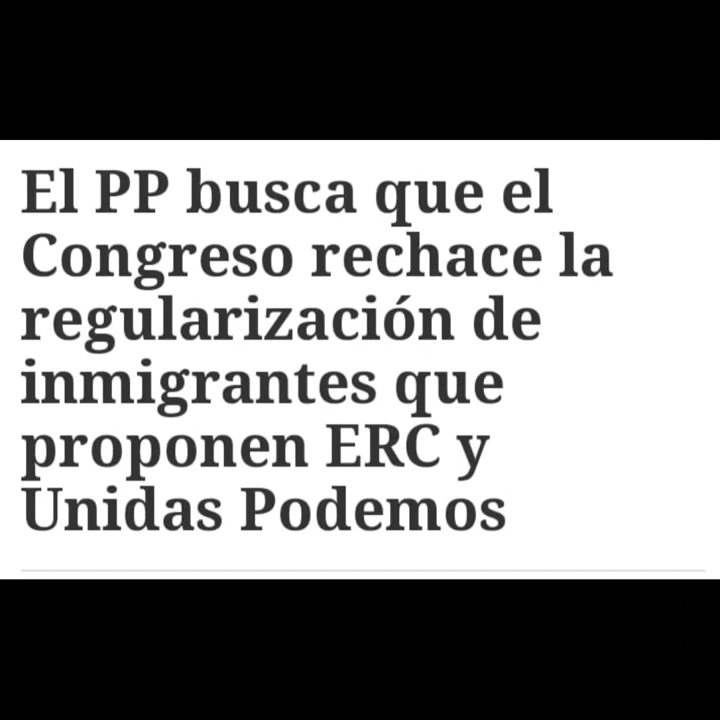 El PP busca que el
Congreso rechace la
regularización de
inmigrantes que
proponen ERC y
Unidas Podemos